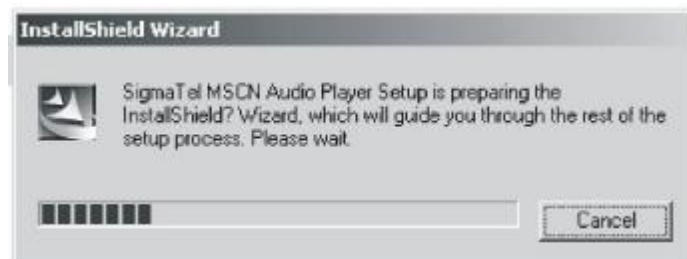 InstallShield Wizard
SigmaTel MSCN Audio Player Setup is preparing the
InstallShield? Wizard, which will guide you through the rest of the
setup process. Please wait.
Cancel